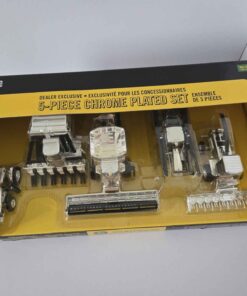 DEALER EXCLUSIVE • EXCLUSIVITÉ POUR LES CONCESSIONNAIRES
5-PIECE CHROME PLATED SET ENSEMBLE
DE 5 PIÈCES